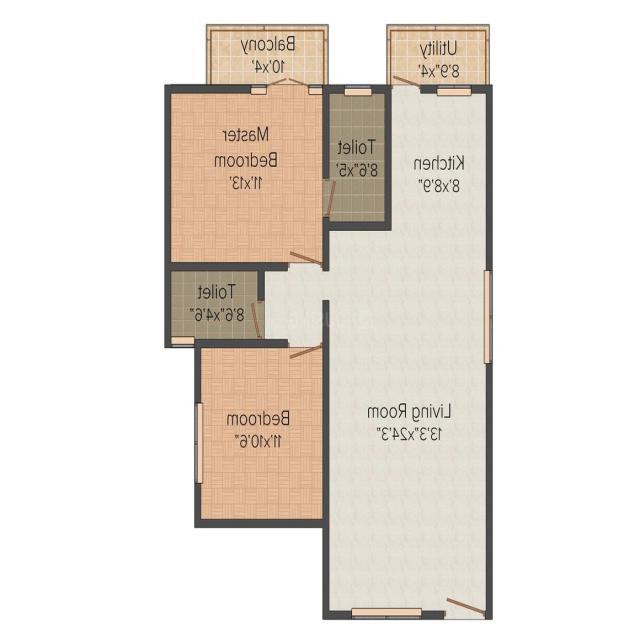 Balcony
10'x4'
Utility
8'9"x4'
Master
Bedroom
11'x13'
Toilet
8'6"x5'
Kitchen
8'x8'9"
Toilet
8'6"x4'6"
Bedroom
11'x10'6"
Living Room
13'3"x24'3"